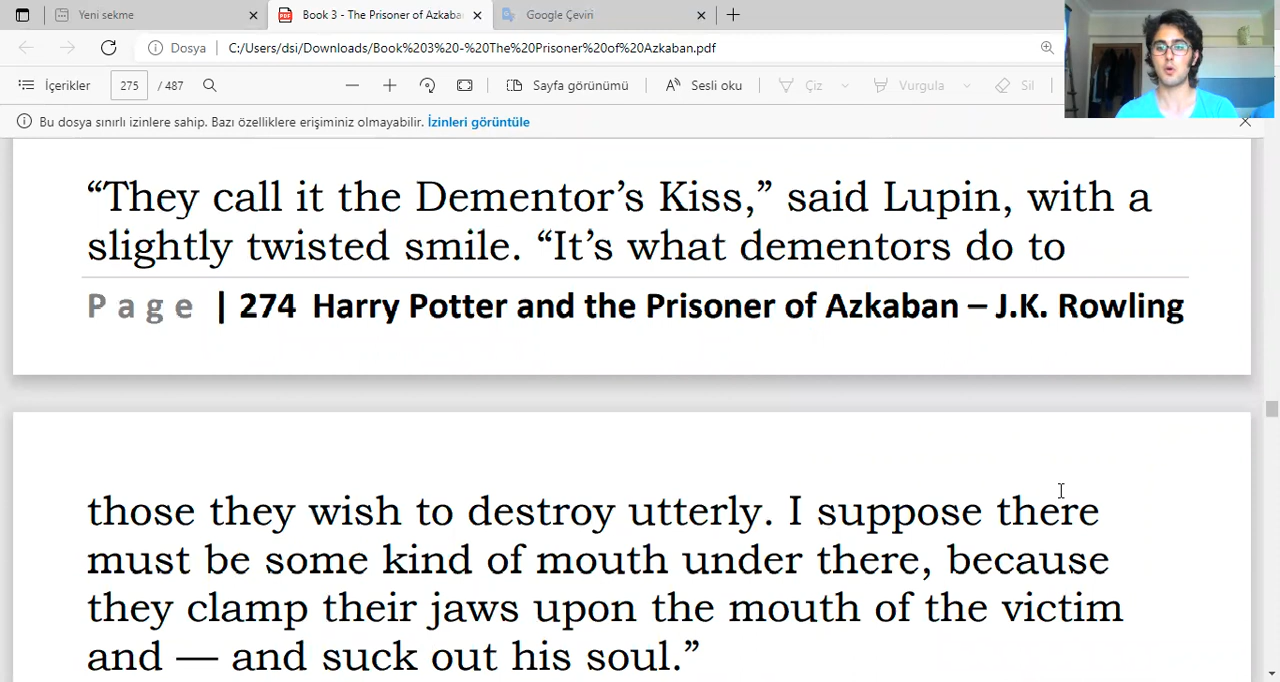 Yeni sekme
Book 3 - The Prisoner of Azkaba
Google Çeviri
Dosya
C:/Users/dsi/Downloads/Book%203%20-%20The%20Prisoner%20of%20Azkaban.pdf
İçerikler
275 / 487
Sayfa görünümü
Sesli oku
Çiz
Vurgula
Sil
Bu dosya sınırlı izinlere sahip. Bazı özelliklere erişiminiz olmayabilir. İzinleri görüntüle
“They call it the Dementor’s Kiss,” said Lupin, with a
slightly twisted smile. “It’s what dementors do to
Page | 274 Harry Potter and the Prisoner of Azkaban – J.K. Rowling
those they wish to destroy utterly. I suppose there
must be some kind of mouth under there, because
they clamp their jaws upon the mouth of the victim
and — and suck out his soul.”